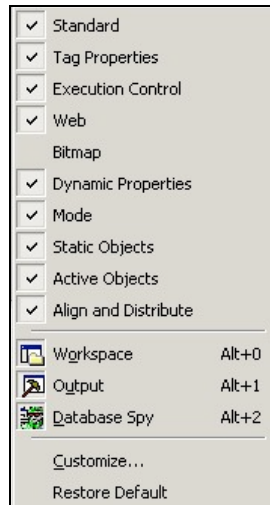 Standard
Tag Properties
Execution Control
Web
Bitmap
Dynamic Properties
Mode
Static Objects
Active Objects
Align and Distribute
Workspace Alt+0
Output Alt+1
Database Spy Alt+2
Customize...
Restore Default